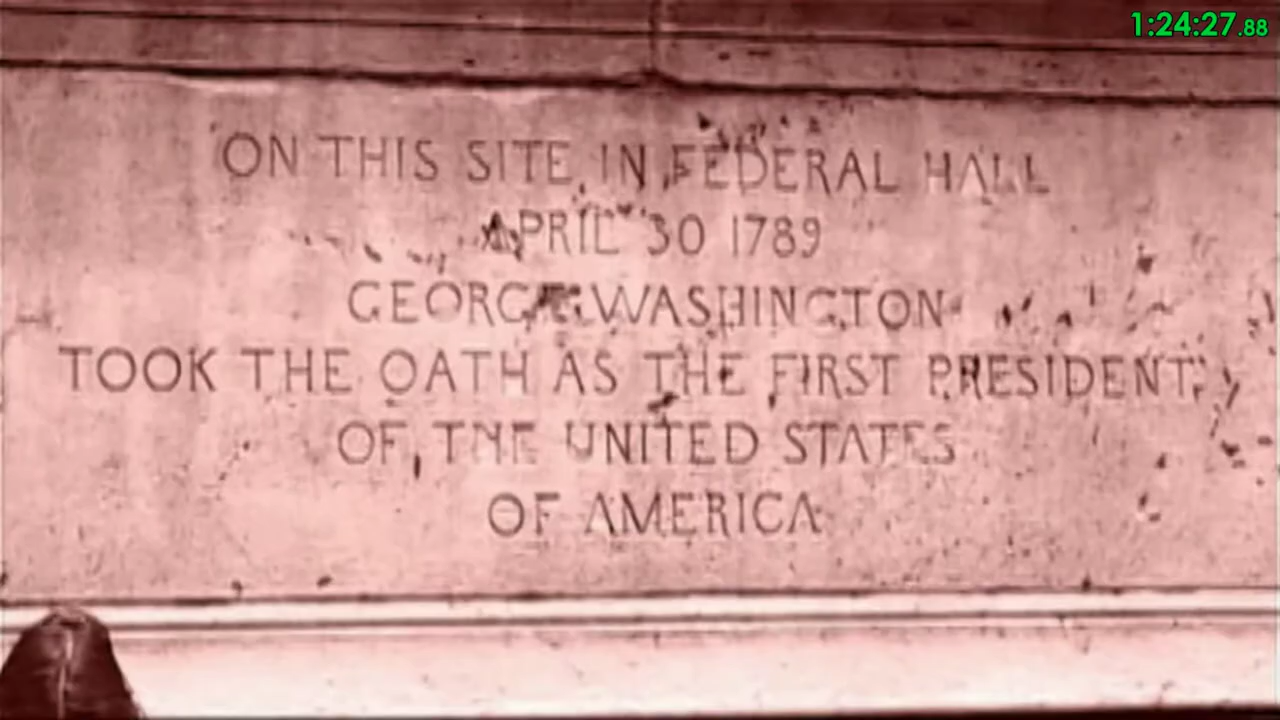 1:24:27.88
ON THIS SITE IN FEDERAL HALL
APRIL 30 1789
GEORGE WASHINGTON
TOOK THE OATH AS THE FIRST PRESIDENT
OF THE UNITED STATES
OF AMERICA